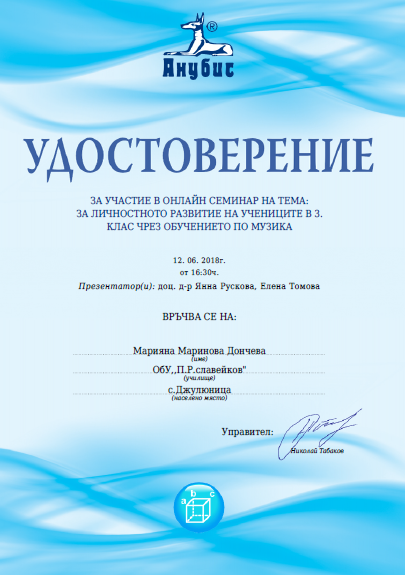 ®
Анубис
УДОСТОВЕРЕНИЕ
ЗА УЧАСТИЕ В ОНЛАЙН СЕМИНАР НА ТЕМА:
ЗА ЛИЧНОСТНОТО РАЗВИТИЕ НА УЧЕНИЦИТЕ В 3.
КЛАС ЧРЕЗ ОБУЧЕНИЕТО ПО МУЗИКА
12. 06. 2018г.
от 16:30ч.
Презентатор(и): доц. д-р Янна Рускова, Елена Томова
ВРЪЧВА СЕ НА:
Марияна Маринова Дончева
(име)
ОбУ,,П.Р.славейков"
(училище)
с.Джулюница
(населено място)
Управител:
Николай Табаков
a b c